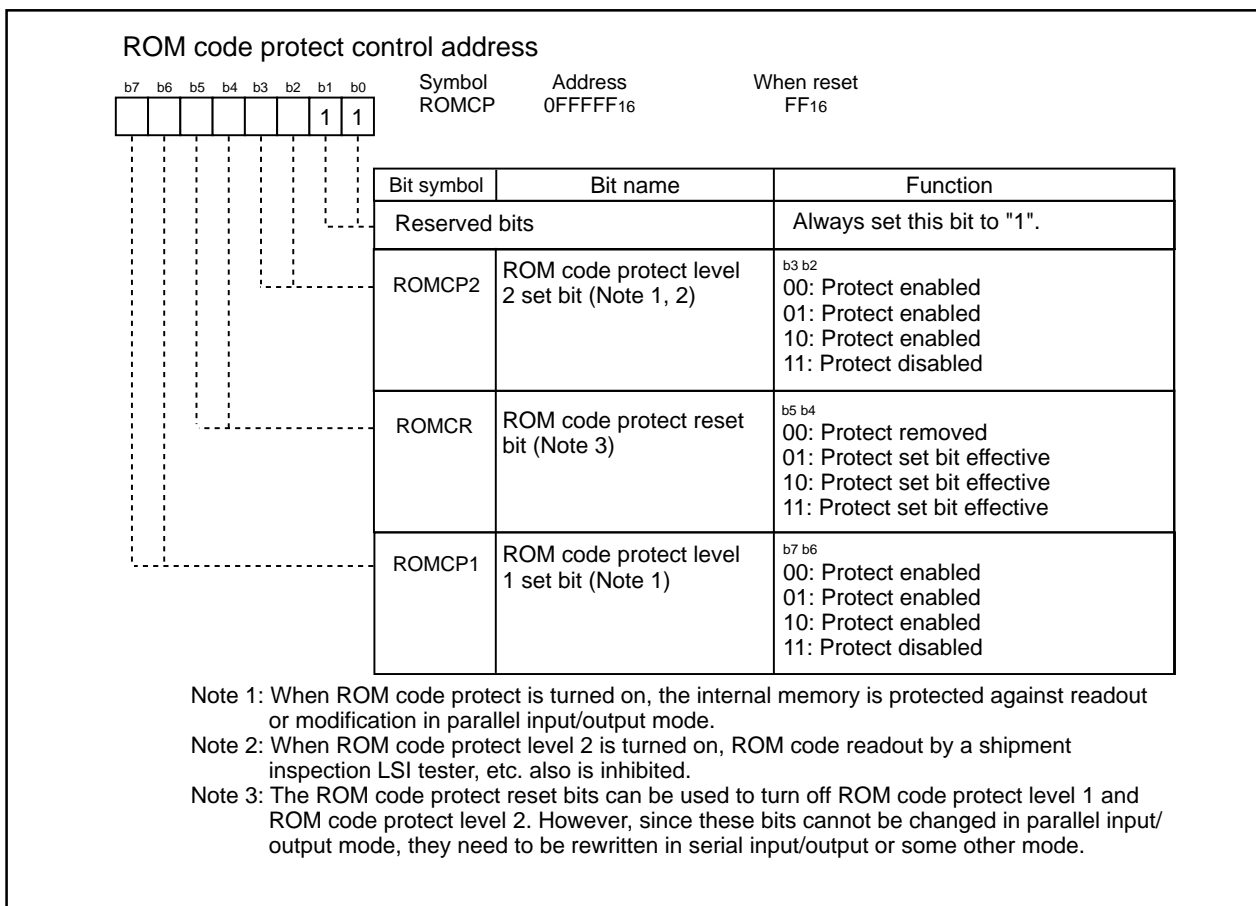 ROM code protect control address
b7 b6 b5 b4 b3 b2 b1 b0 Symbol Address When reset
1 1 ROMCP 0FFFFF16 FF16
Bit symbol Bit name Function
Reserved bits Always set this bit to "1".
ROMCP2 ROM code protect level
2 set bit (Note 1, 2)
b3 b2
00: Protect enabled
01: Protect enabled
10: Protect enabled
11: Protect disabled
ROMCR ROM code protect reset
bit (Note 3)
b5 b4
00: Protect removed
01: Protect set bit effective
10: Protect set bit effective
11: Protect set bit effective
ROMCP1 ROM code protect level
1 set bit (Note 1)
b7 b6
00: Protect enabled
01: Protect enabled
10: Protect enabled
11: Protect disabled
Note 1: When ROM code protect is turned on, the internal memory is protected against readout
or modification in parallel input/output mode.
Note 2: When ROM code protect level 2 is turned on, ROM code readout by a shipment
inspection LSI tester, etc. also is inhibited.
Note 3: The ROM code protect reset bits can be used to turn off ROM code protect level 1 and
ROM code protect level 2. However, since these bits cannot be changed in parallel input/
output mode, they need to be rewritten in serial input/output or some other mode.